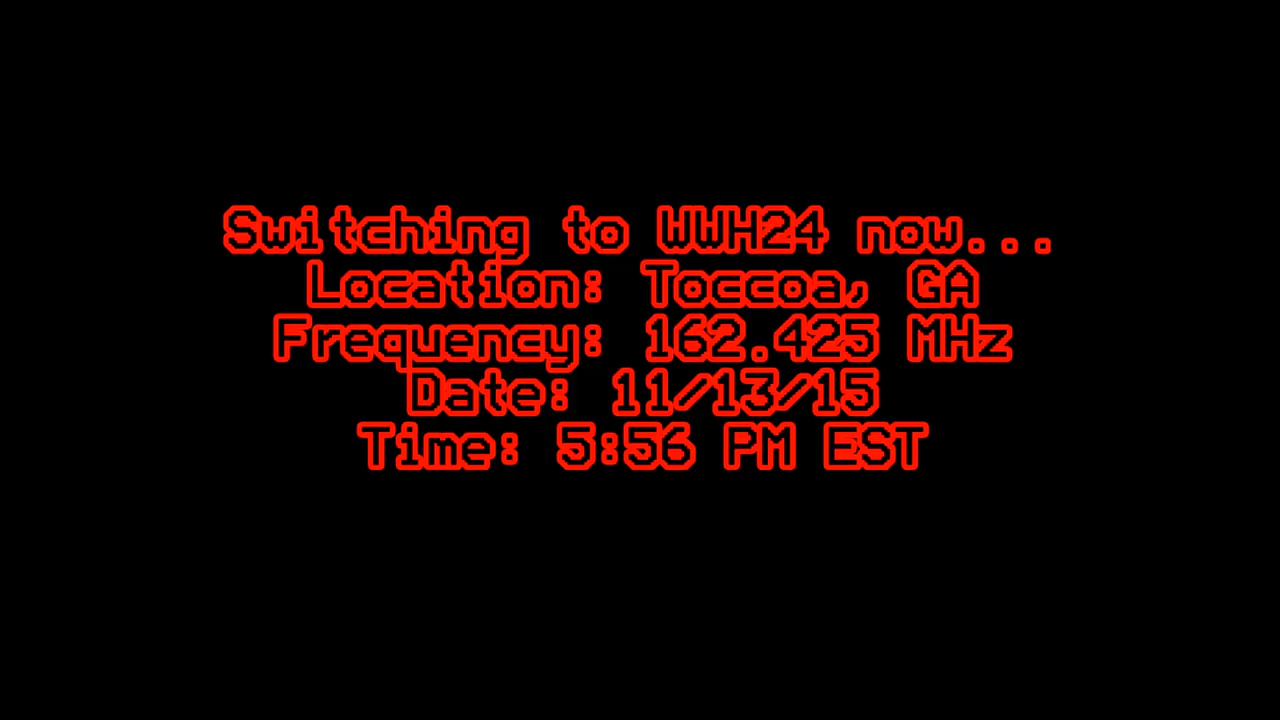 Switching to WWH24 now...
Location: Toccoa, GA
Frequency: 162.425 MHz
Date: 11/13/15
Time: 5:56 PM EST